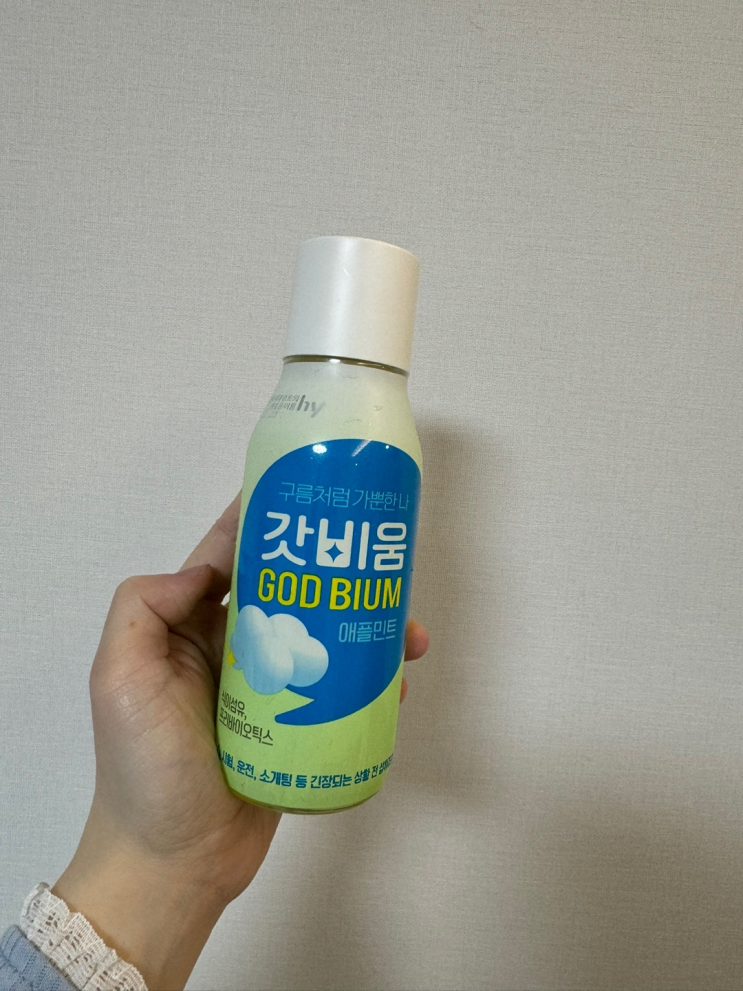 hy
구름처럼 가뿐한 나
갓비움
GOD BIUM
애플민트
식이섬유,
프리바이오틱스
시험, 운전, 소개팅 등 긴장되는 상황 전